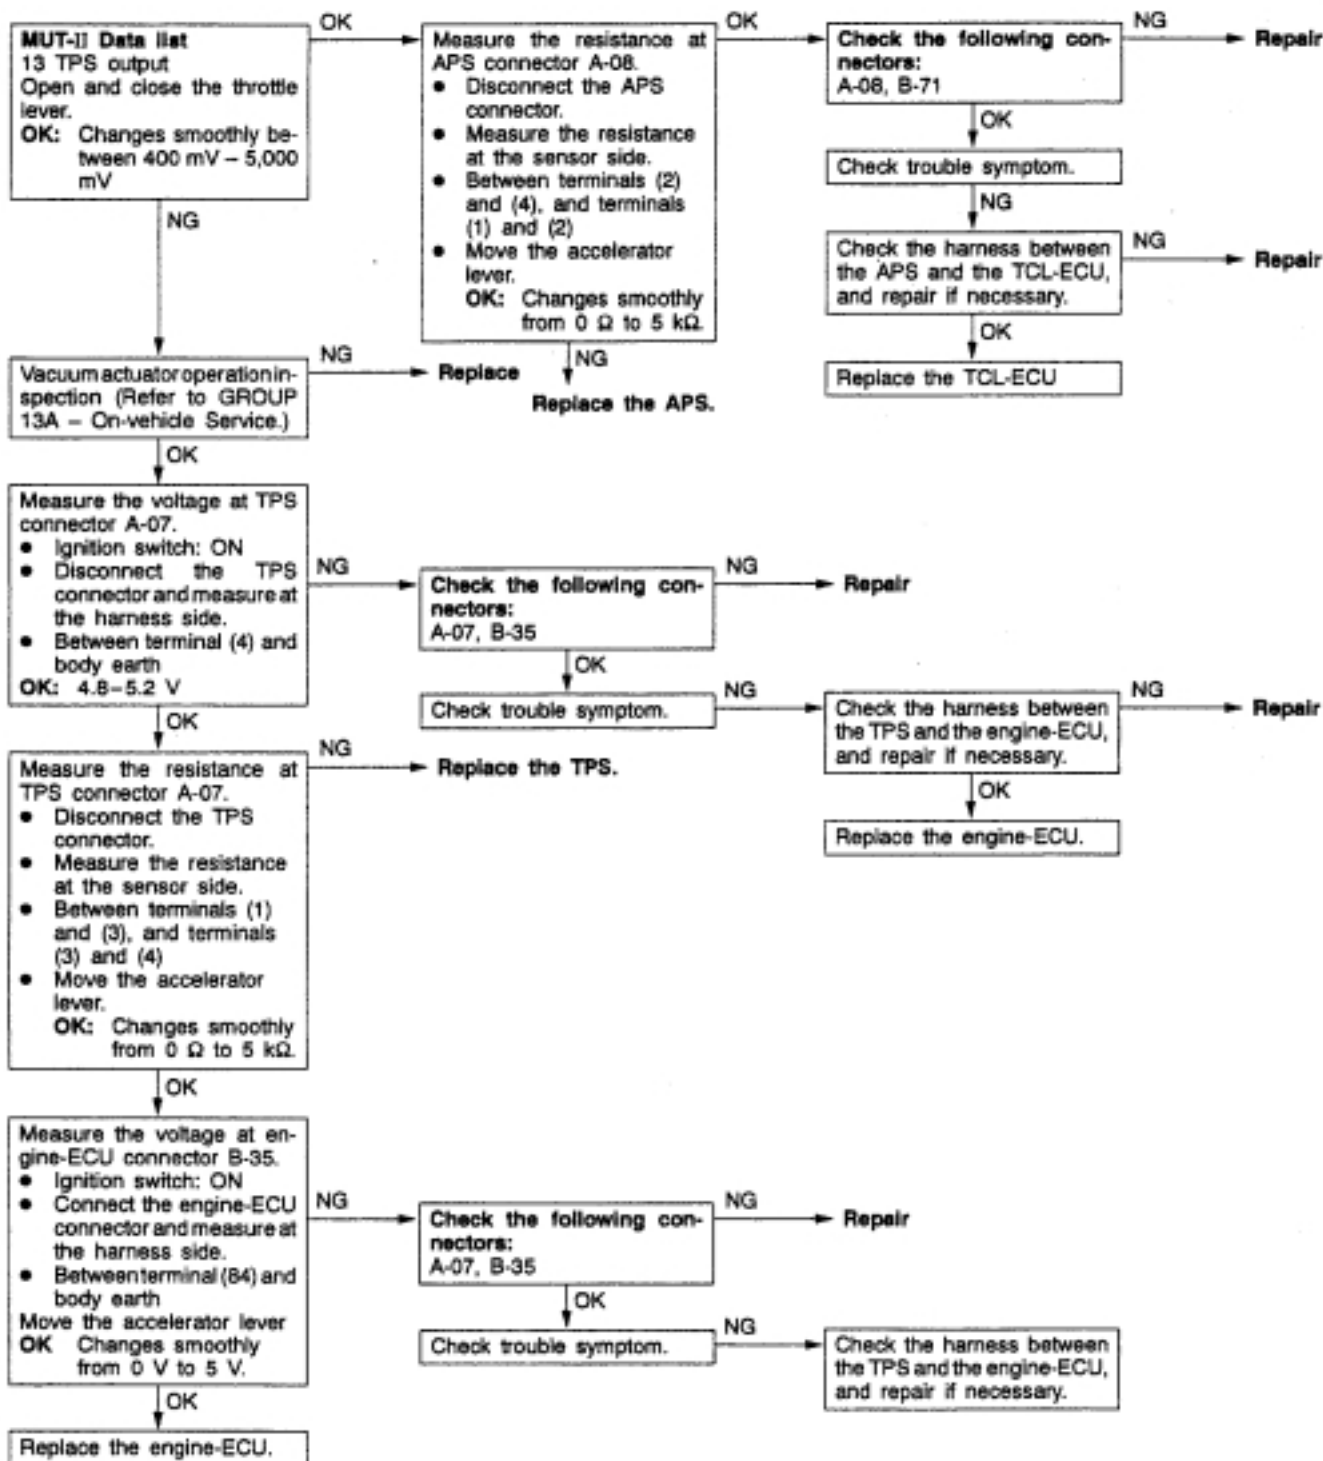 MUT-II Data list
13 TPS output
Open and close the throttle
lever.
OK: Changes smoothly be-
tween 400 mV – 5,000
mV
OK
NG
Measure the resistance at
APS connector A-08.
● Disconnect the APS
connector.
● Measure the resistance
at the sensor side.
● Between terminals (2)
and (4), and terminals
(1) and (2)
● Move the accelerator
lever.
OK: Changes smoothly
from 0 Ω to 5 kΩ.
OK
NG
Replace the APS.
Check the following con-
nectors:
A-08, B-71
NG
Repair
OK
Check trouble symptom.
NG
Check the harness between
the APS and the TCL-ECU,
and repair if necessary.
NG
Repair
OK
Replace the TCL-ECU
Vacuum actuator operation in-
spection (Refer to GROUP
13A – On-vehicle Service.)
NG
Replace
OK
Measure the voltage at TPS
connector A-07.
● Ignition switch: ON
● Disconnect the TPS
connector and measure at
the harness side.
● Between terminal (4) and
body earth
OK: 4.8–5.2 V
NG
Check the following con-
nectors:
A-07, B-35
NG
Repair
OK
Check trouble symptom.
NG
Check the harness between
the TPS and the engine-ECU,
and repair if necessary.
NG
Repair
OK
Replace the engine-ECU.
OK
Measure the resistance at
TPS connector A-07.
● Disconnect the TPS
connector.
● Measure the resistance
at the sensor side.
● Between terminals (1)
and (3), and terminals
(3) and (4)
● Move the accelerator
lever.
OK: Changes smoothly
from 0 Ω to 5 kΩ.
NG
Replace the TPS.
OK
Measure the voltage at en-
gine-ECU connector B-35.
● Ignition switch: ON
● Connect the engine-ECU
connector and measure at
the harness side.
● Between terminal (84) and
body earth
Move the accelerator lever
OK Changes smoothly
from 0 V to 5 V.
NG
Check the following con-
nectors:
A-07, B-35
NG
Repair
OK
Check trouble symptom.
NG
Check the harness between
the TPS and the engine-ECU,
and repair if necessary.
OK
Replace the engine-ECU.